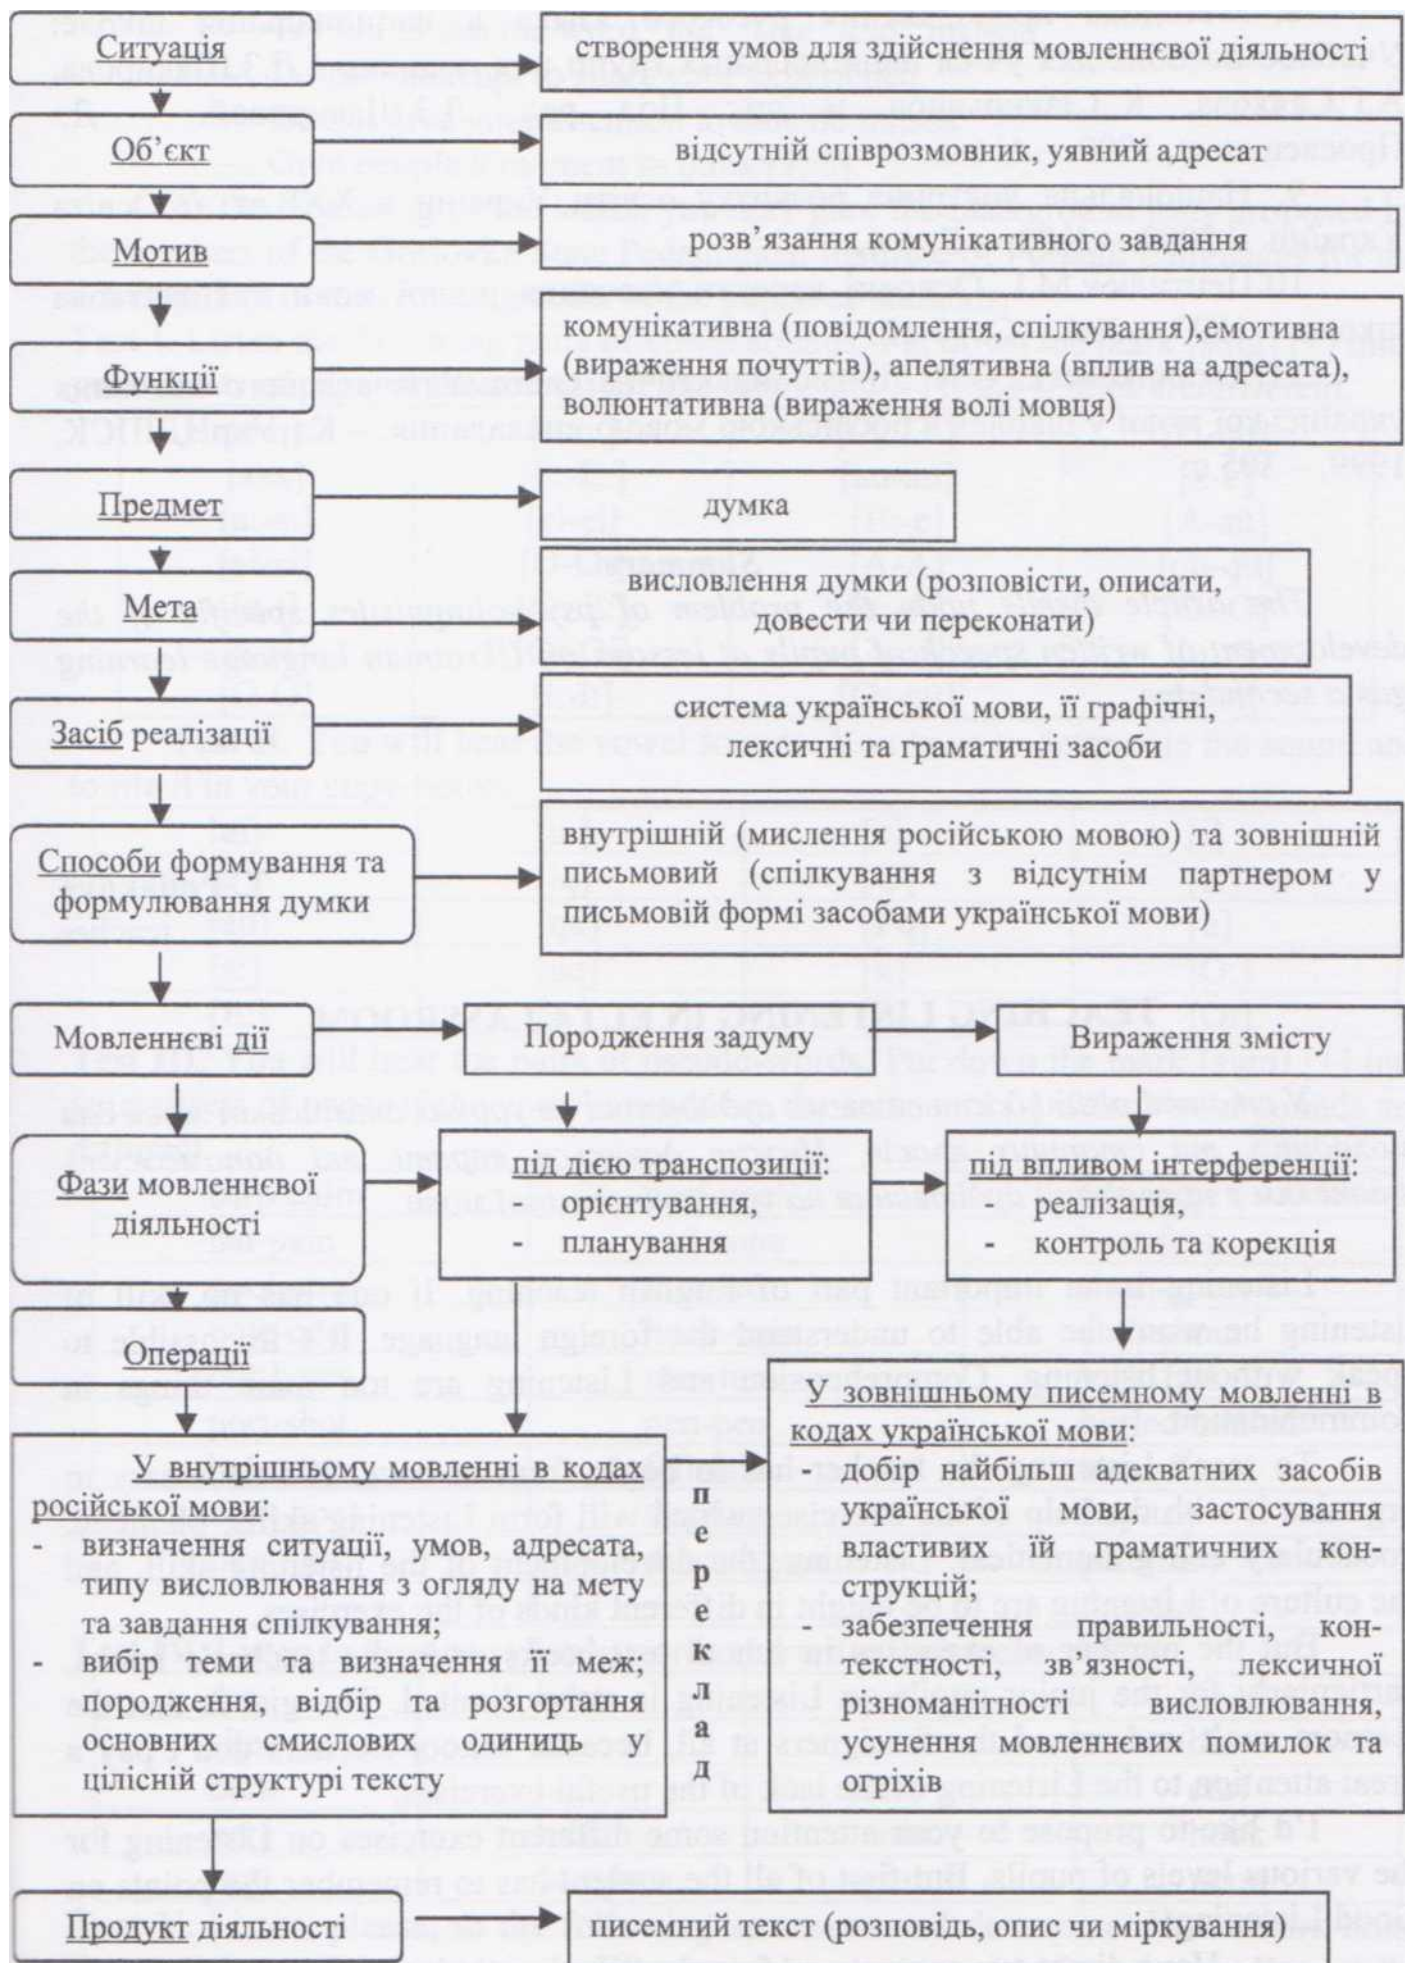 Ситуація
створення умов для здійснення мовленнєвої діяльності
Об’єкт
відсутній співрозмовник, уявний адресат
Мотив
розв’язання комунікативного завдання
Функції
комунікативна (повідомлення, спілкування),емотивна
(вираження почуттів), апелятивна (вплив на адресата),
волюнтативна (вираження волі мовця)
Предмет
думка
Мета
висловлення думки (розповісти, описати,
довести чи переконати)
Засіб реалізації
система української мови, її графічні,
лексичні та граматичні засоби
Способи формування та
формулювання думки
внутрішній (мислення російською мовою) та зовнішній
письмовий (спілкування з відсутнім партнером у
письмовій формі засобами української мови)
Мовленнєві дії
Породження задуму
Вираження змісту
Фази мовленнєвої
діяльності
під дією транспозиції:
- орієнтування,
- планування
під впливом інтерференції:
- реалізація,
- контроль та корекція
Операції
У внутрішньому мовленні в кодах
російської мови:
- визначення ситуації, умов, адресата,
типу висловлювання з огляду на мету
та завдання спілкування;
- вибір теми та визначення її меж;
породження, відбір та розгортання
основних смислових одиниць у
цілісній структурі тексту
п
е
р
е
к
л
а
д
У зовнішньому писемному мовленні в
кодах української мови:
- добір найбільш адекватних засобів
української мови, застосування
властивих їй граматичних кон-
струкцій;
- забезпечення правильності, кон-
текстності, зв’язності, лексичної
різноманітності висловлювання,
усунення мовленневих помилок та
огріхів
Продукт діяльності
писемний текст (розповідь, опис чи міркування)